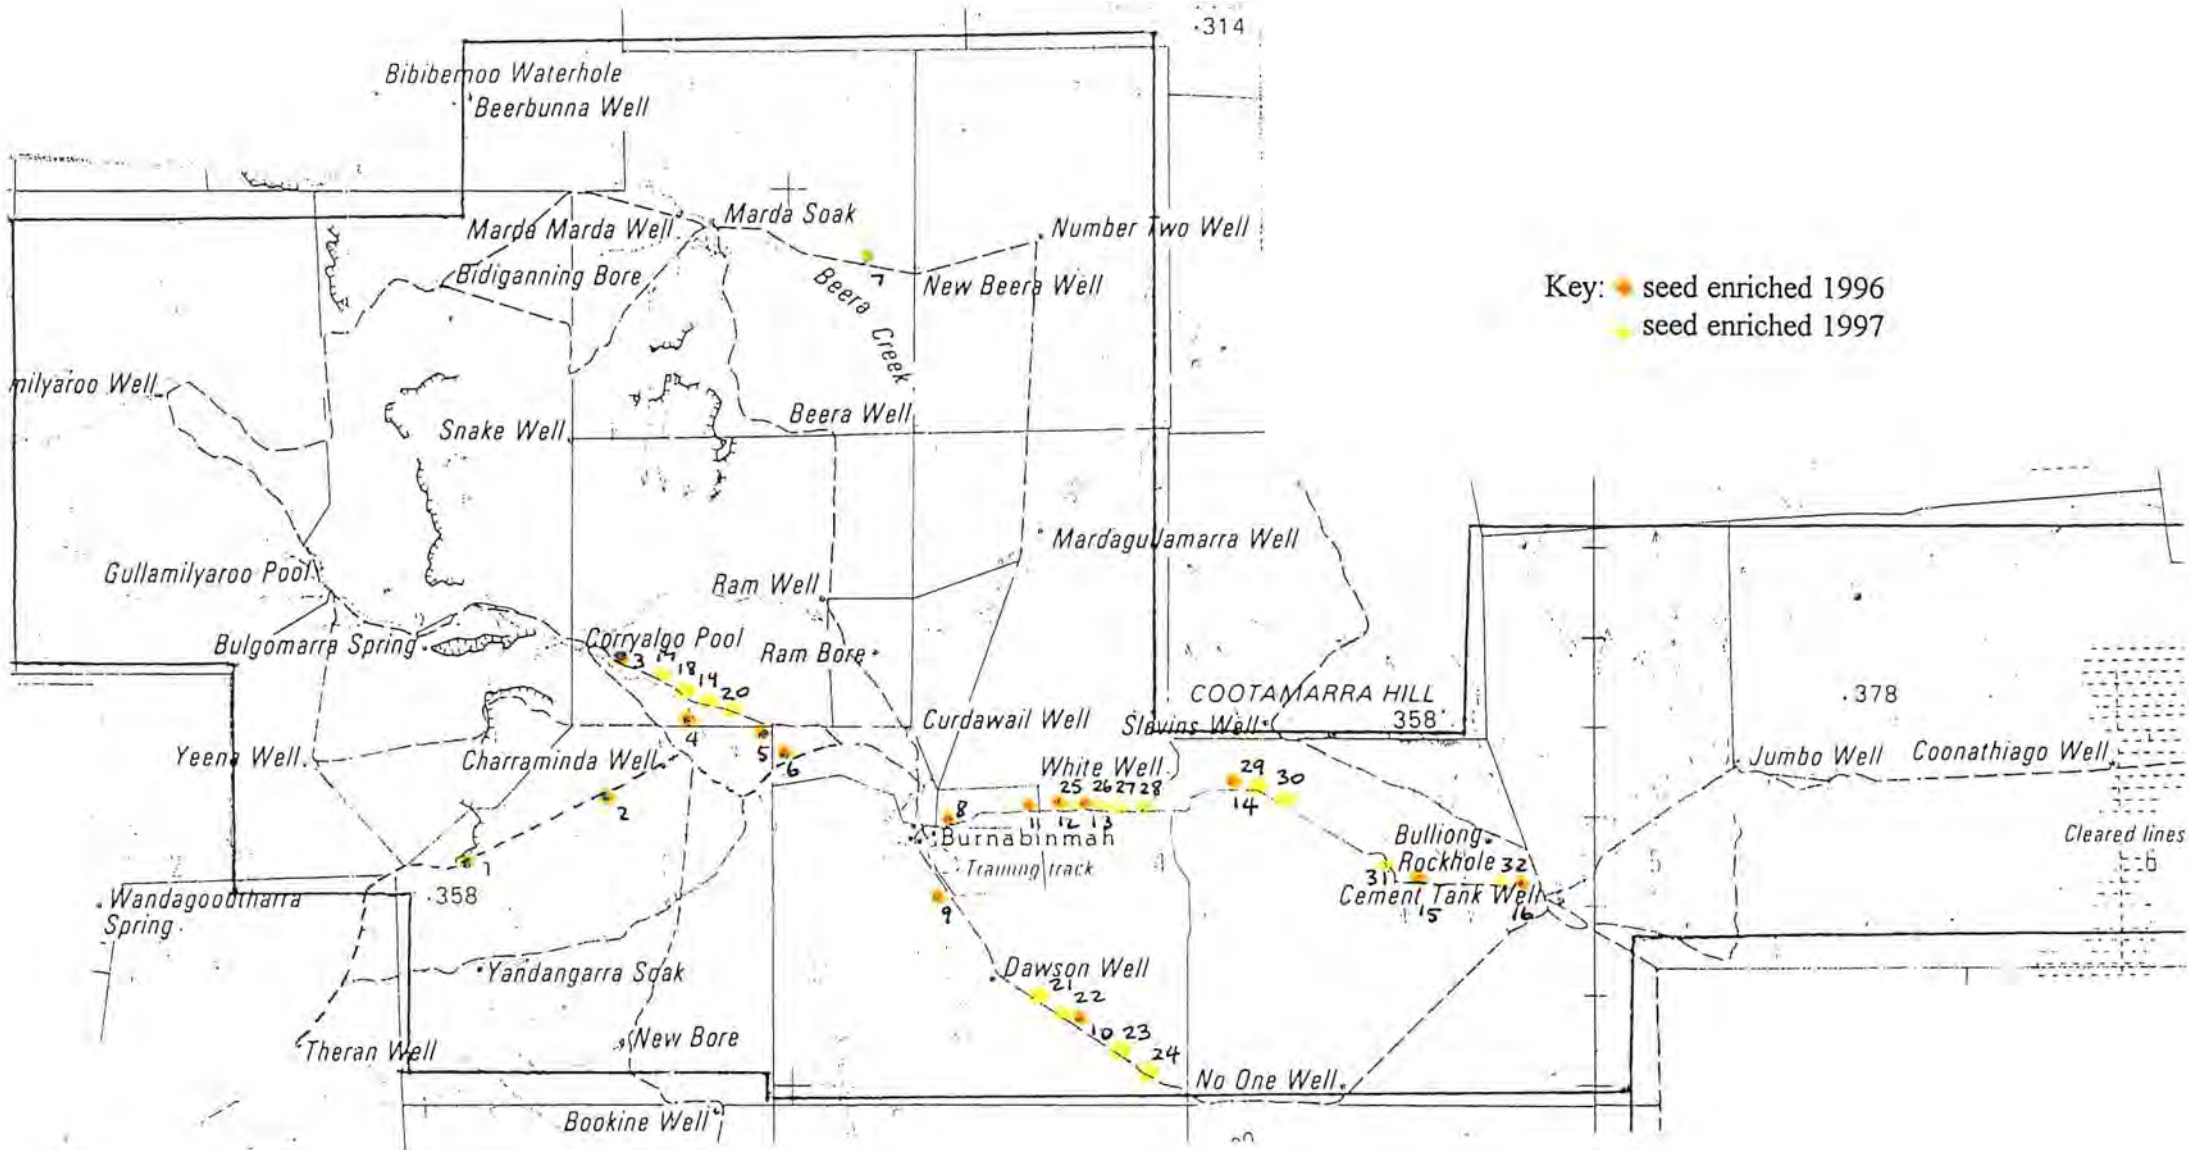 .314
Bibibemoo Waterhole
Beerbunna Well
Marda Soak
Marda Marda Well
Number Two Well
Bidiganning Bore
7
Beera Creek
New Beera Well
Key: seed enriched 1996
seed enriched 1997
milyaroo Well
Beera Well
Snake Well
Mardagullamarra Well
Gullamilyaroo Pool
Ram Well
Bulgomarra Spring
Corryalgo Pool
Ram Bore
3 17 18 19 20
COOTAMARRA HILL
.378
4
Curdawail Well
Slevins Well
358
Yeena Well
Charraminda Well
5 6
White Well
Jumbo Well
Coonathiago Well
29 30
25 26 27 28
14
2
8
11 12 13
Burnabinmah
Bulliong
Rockhole 32
Cleared lines
1
Training track
4
5
6
31
Cement Tank Well
15 16
.358
Wandagootharra
Spring
9
Yandangarra Soak
Dawson Well
21 22
10 23
24
Theran Well
New Bore
No One Well
Bookine Well